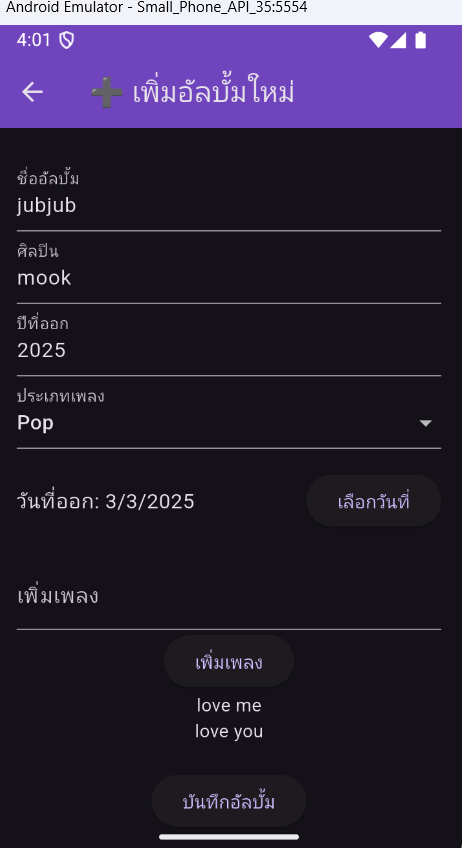 Android Emulator - Small_Phone_API_35:5554
4:01
➕ เพิ่มอัลบั้มใหม่
ชื่ออัลบั้ม
jubjub
ศิลปิน
mook
ปีที่ออก
2025
ประเภทเพลง
Pop
วันที่ออก: 3/3/2025
เลือกวันที่
เพิ่มเพลง
เพิ่มเพลง
love me
love you
บันทึกอัลบั้ม